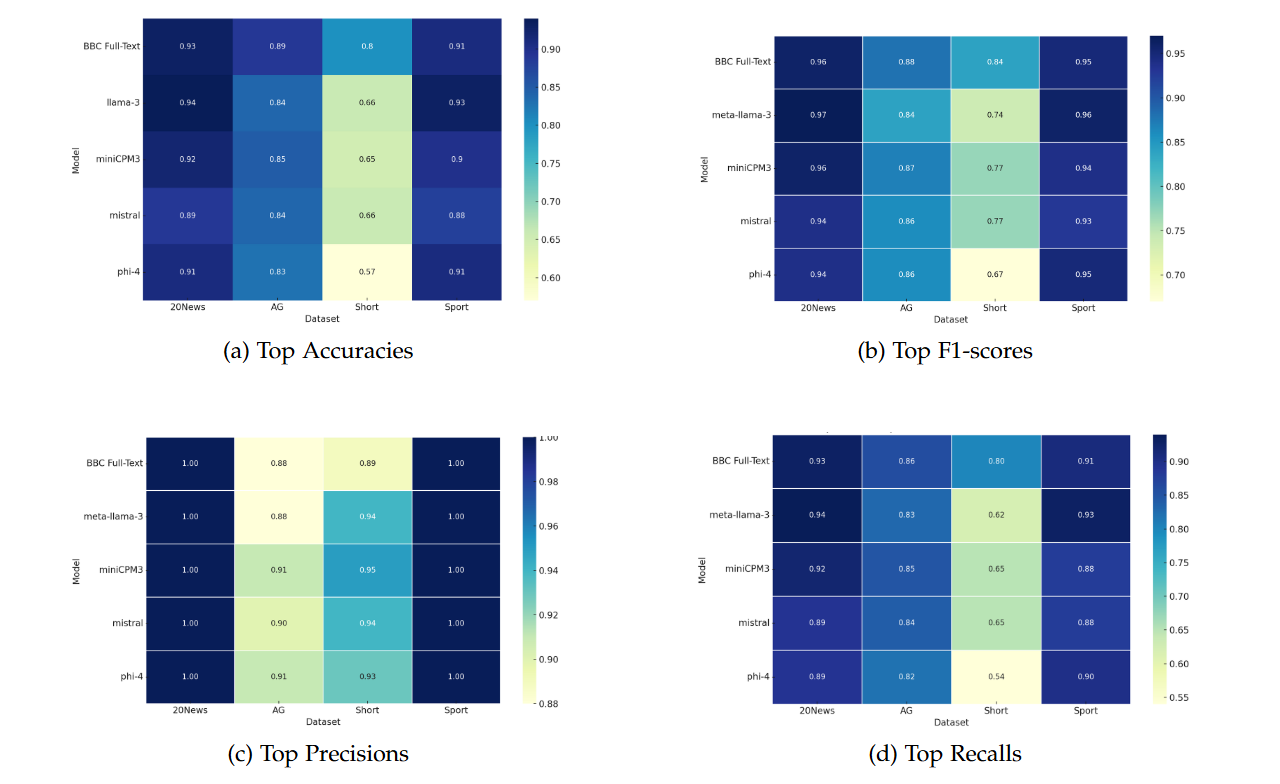 BBC Full-Text 0.93 0.89 0.8 0.91
llama-3 0.94 0.84 0.66 0.93
miniCPM3 0.92 0.85 0.65 0.9
mistral 0.89 0.84 0.66 0.88
phi-4 0.91 0.83 0.57 0.91
Model
20News AG Short Sport
Dataset
0.90
0.85
0.80
0.75
0.70
0.65
0.60
(a) Top Accuracies
BBC Full-Text 0.96 0.88 0.84 0.95
meta-llama-3 0.97 0.84 0.74 0.96
miniCPM3 0.96 0.87 0.77 0.94
mistral 0.94 0.86 0.77 0.93
phi-4 0.94 0.86 0.67 0.95
Model
20News AG Short Sport
Dataset
0.95
0.90
0.85
0.80
0.75
0.70
(b) Top F1-scores
BBC Full-Text 1.00 0.88 0.89 1.00
meta-llama-3 1.00 0.88 0.94 1.00
miniCPM3 1.00 0.91 0.95 1.00
mistral 1.00 0.90 0.94 1.00
phi-4 1.00 0.91 0.93 1.00
Model
20News AG Short Sport
Dataset
1.00
0.98
0.96
0.94
0.92
0.90
0.88
(c) Top Precisions
BBC Full-Text 0.93 0.86 0.80 0.91
meta-llama-3 0.94 0.83 0.62 0.93
miniCPM3 0.92 0.85 0.65 0.88
mistral 0.89 0.84 0.65 0.88
phi-4 0.89 0.82 0.54 0.90
Model
20News AG Short Sport
Dataset
0.90
0.85
0.80
0.75
0.70
0.65
0.60
0.55
(d) Top Recalls